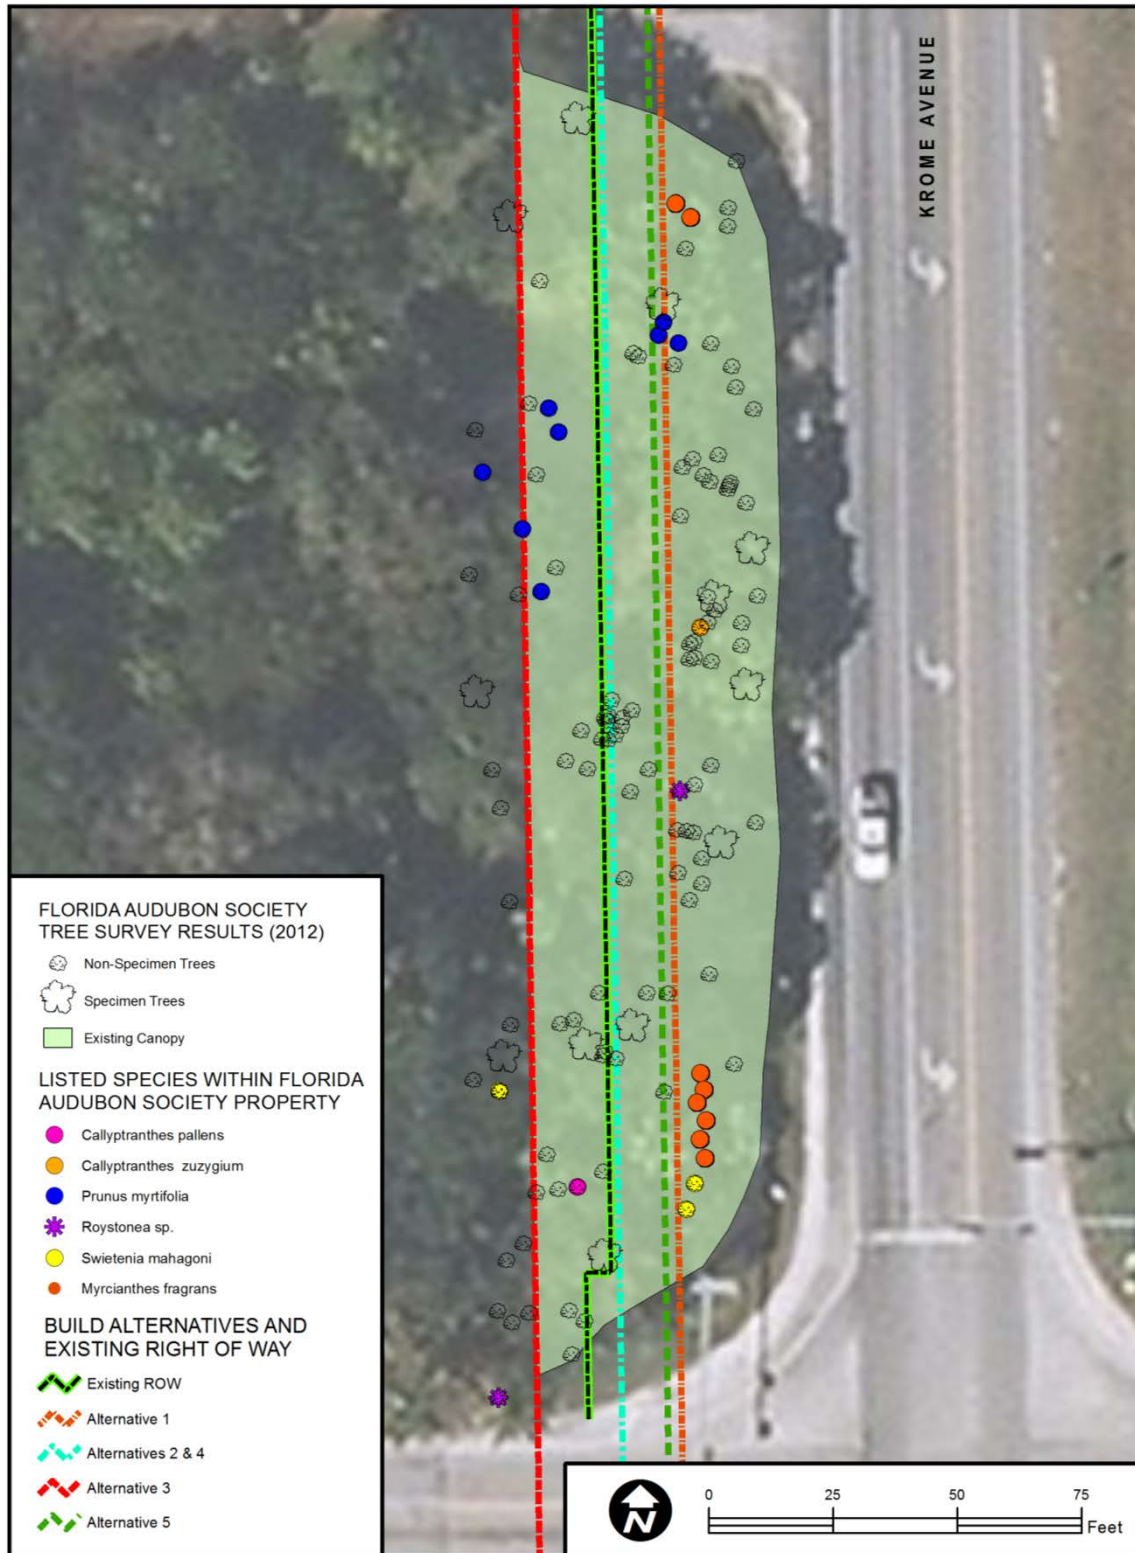 KROME AVENUE
FLORIDA AUDUBON SOCIETY
TREE SURVEY RESULTS (2012)
Non-Specimen Trees
Specimen Trees
Existing Canopy
LISTED SPECIES WITHIN FLORIDA
AUDUBON SOCIETY PROPERTY
Callyptranthes pallens
Callyptranthes zuzygium
Prunus myrtifolia
Roystonea sp.
Swietenia mahagoni
Myrcianthes fragrans
BUILD ALTERNATIVES AND
EXISTING RIGHT OF WAY
Existing ROW
Alternative 1
Alternatives 2 & 4
Alternative 3
Alternative 5
N
0 25 50 75
Feet